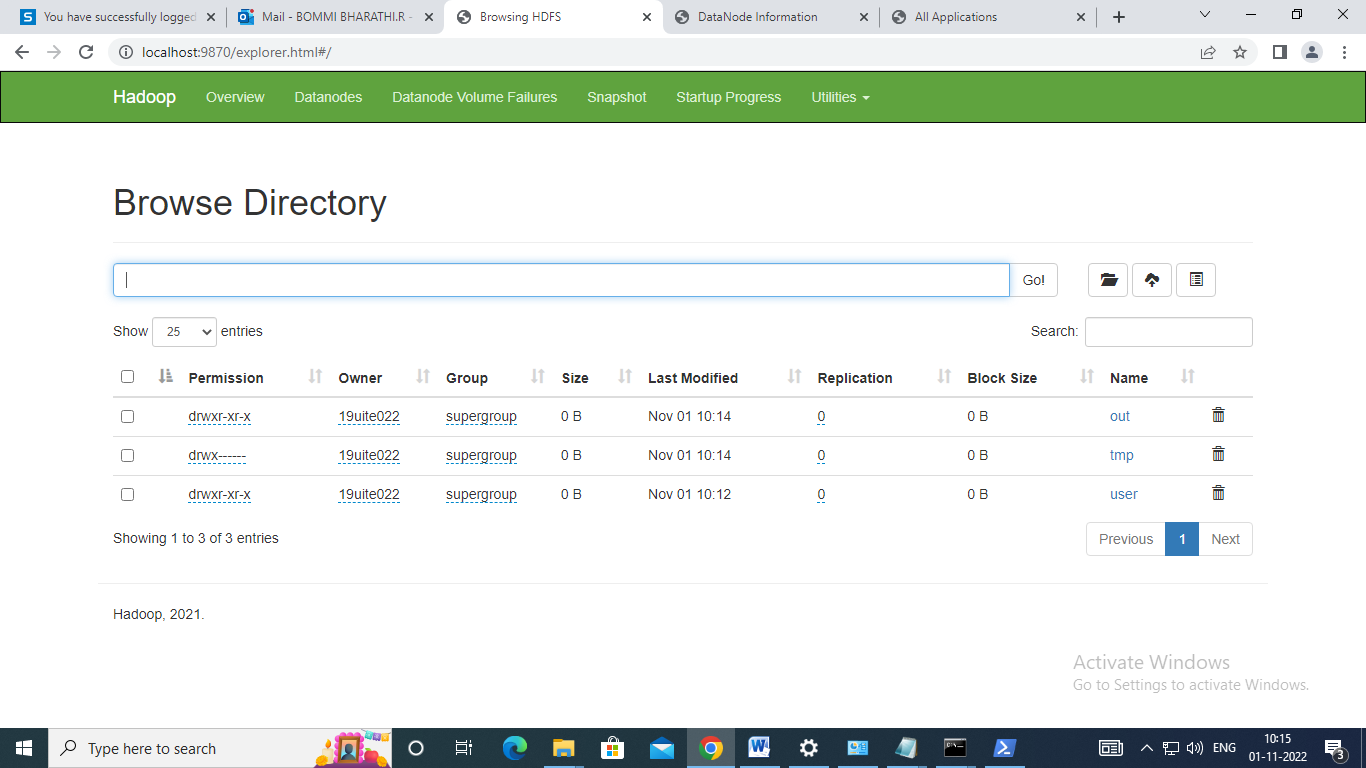 You have successfully logged
Mail - BOMMI BHARATHI.R -
Browsing HDFS
DataNode Information
All Applications
localhost:9870/explorer.html#/
Hadoop Overview Datanodes Datanode Volume Failures Snapshot Startup Progress Utilities
Browse Directory
Go!
Show 25 entries Search:
Permission Owner Group Size Last Modified Replication Block Size Name
drwxr-xr-x 19uite022 supergroup 0 B Nov 01 10:14 0 0 B out
drwx------ 19uite022 supergroup 0 B Nov 01 10:14 0 0 B tmp
drwxr-xr-x 19uite022 supergroup 0 B Nov 01 10:12 0 0 B user
Showing 1 to 3 of 3 entries Previous 1 Next
Hadoop, 2021.
Activate Windows
Go to Settings to activate Windows.
Type here to search
ENG
10:15
01-11-2022
3